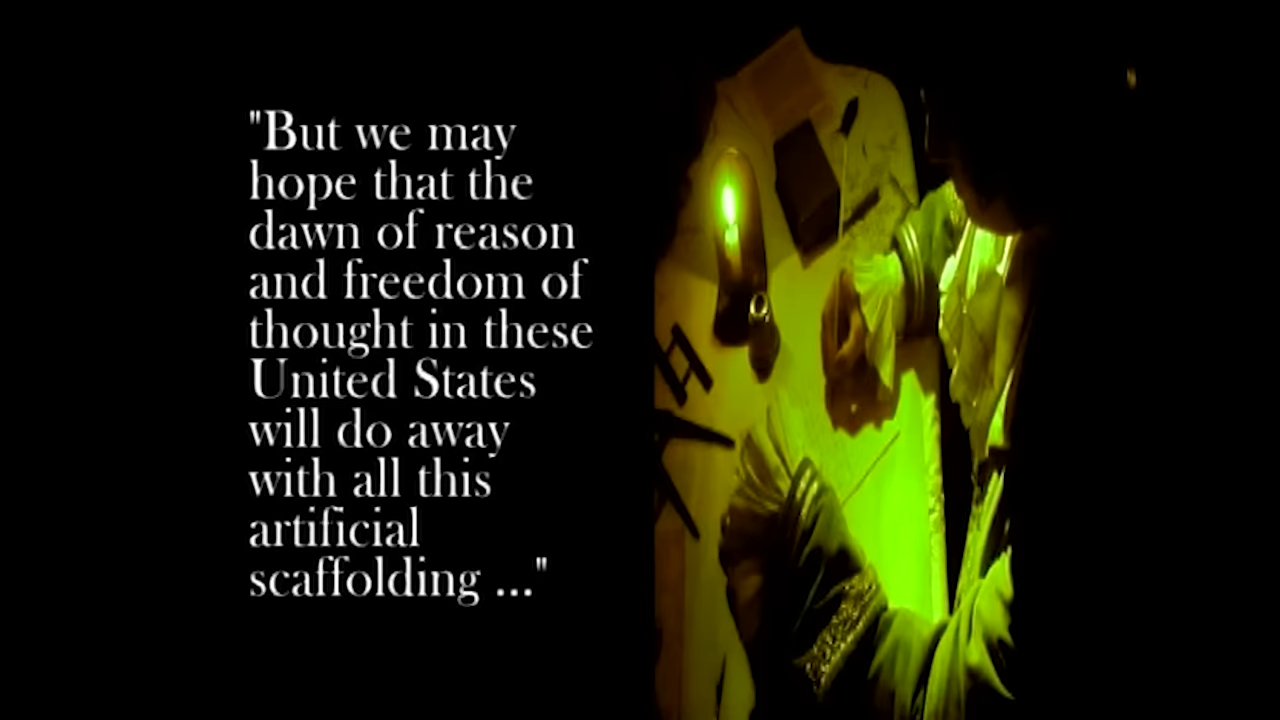 "But we may
hope that the
dawn of reason
and freedom of
thought in these
United States
will do away
with all this
artificial
scaffolding ..."